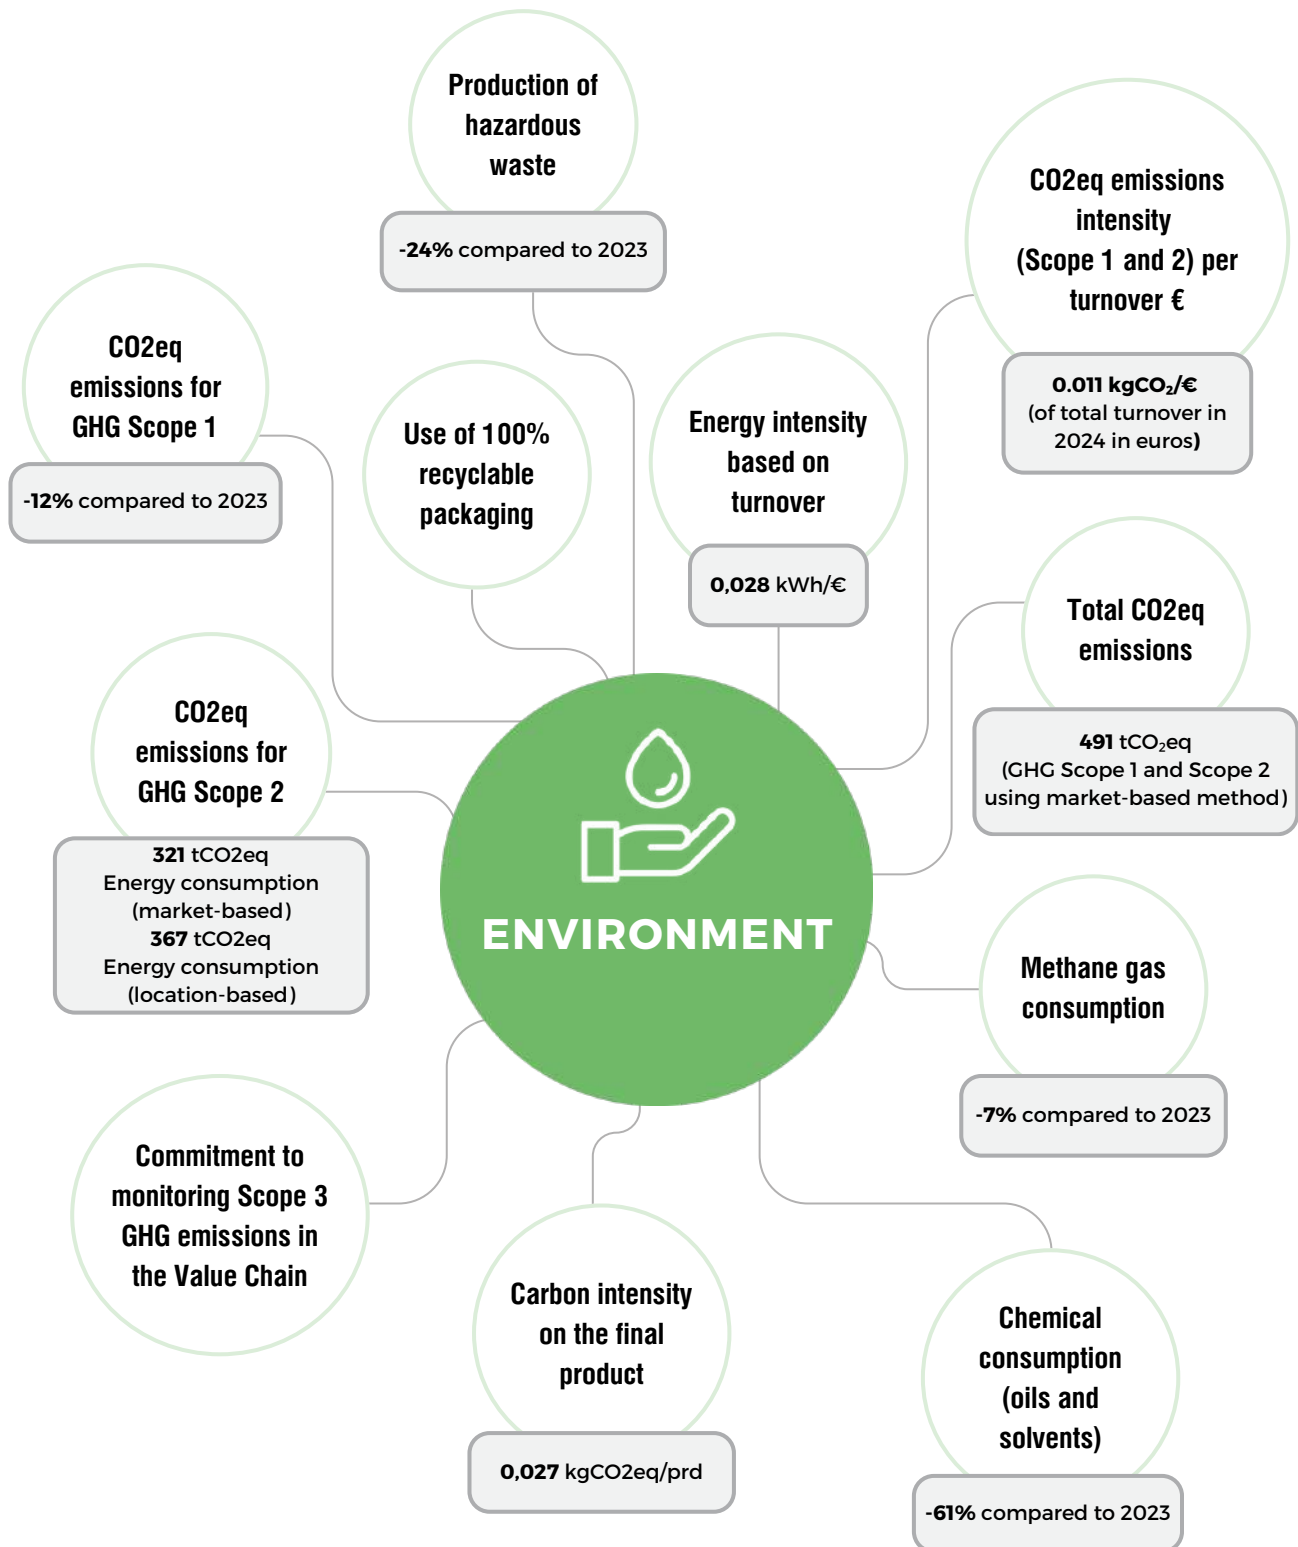 Production of
hazardous
waste
-24% compared to 2023
CO2eq emissions
intensity
(Scope 1 and 2) per
turnover €
0.011 kgCO₂/€
(of total turnover in
2024 in euros)
CO2eq
emissions for
GHG Scope 1
-12% compared to 2023
Use of 100%
recyclable
packaging
Energy intensity
based on
turnover
0,028 kWh/€
Total CO2eq
emissions
491 tCO₂eq
(GHG Scope 1 and Scope 2
using market-based method)
CO2eq
emissions for
GHG Scope 2
321 tCO2eq
Energy consumption
(market-based)
367 tCO2eq
Energy consumption
(location-based)
ENVIRONMENT
Methane gas
consumption
-7% compared to 2023
Commitment to
monitoring Scope 3
GHG emissions in
the Value Chain
Carbon intensity
on the final
product
0,027 kgCO2eq/prd
Chemical
consumption
(oils and
solvents)
-61% compared to 2023